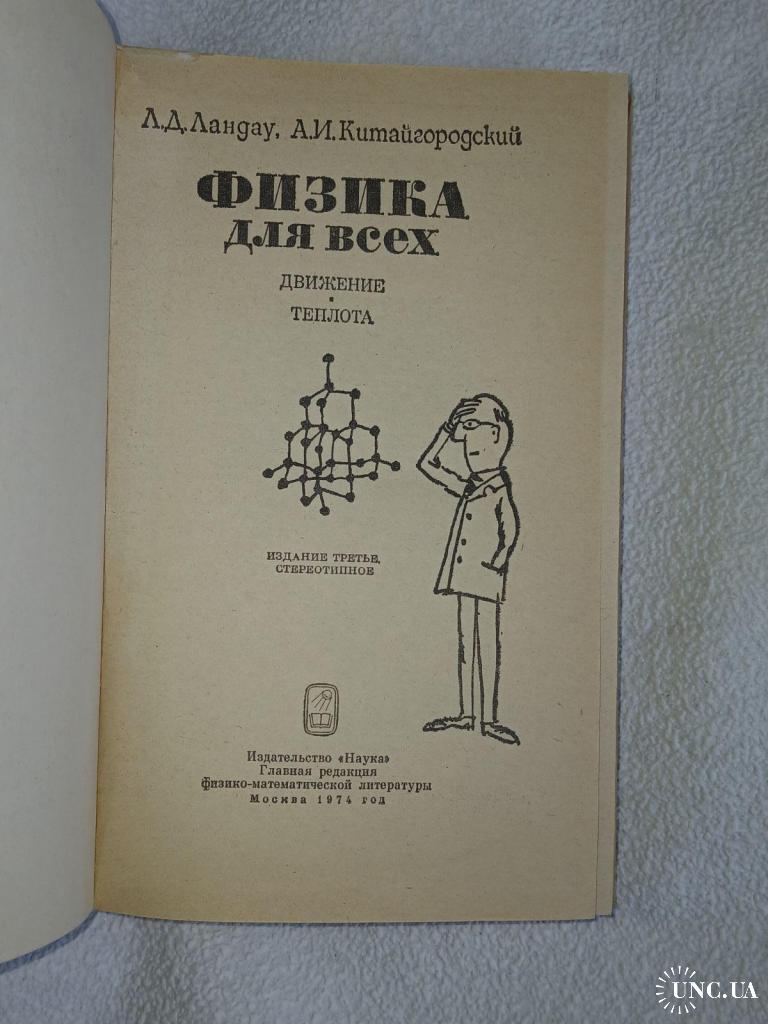 Л.Д.Ландау, А.И.Китайгородский
ФИЗИКА
ДЛЯ ВСЕХ
ДВИЖЕНИЕ
•
ТЕПЛОТА
ИЗДАНИЕ ТРЕТЬЕ,
СТЕРЕОТИПНОЕ
Издательство «Наука»
Главная редакция
физико-математической литературы
Москва 1974 год
UNC.UA